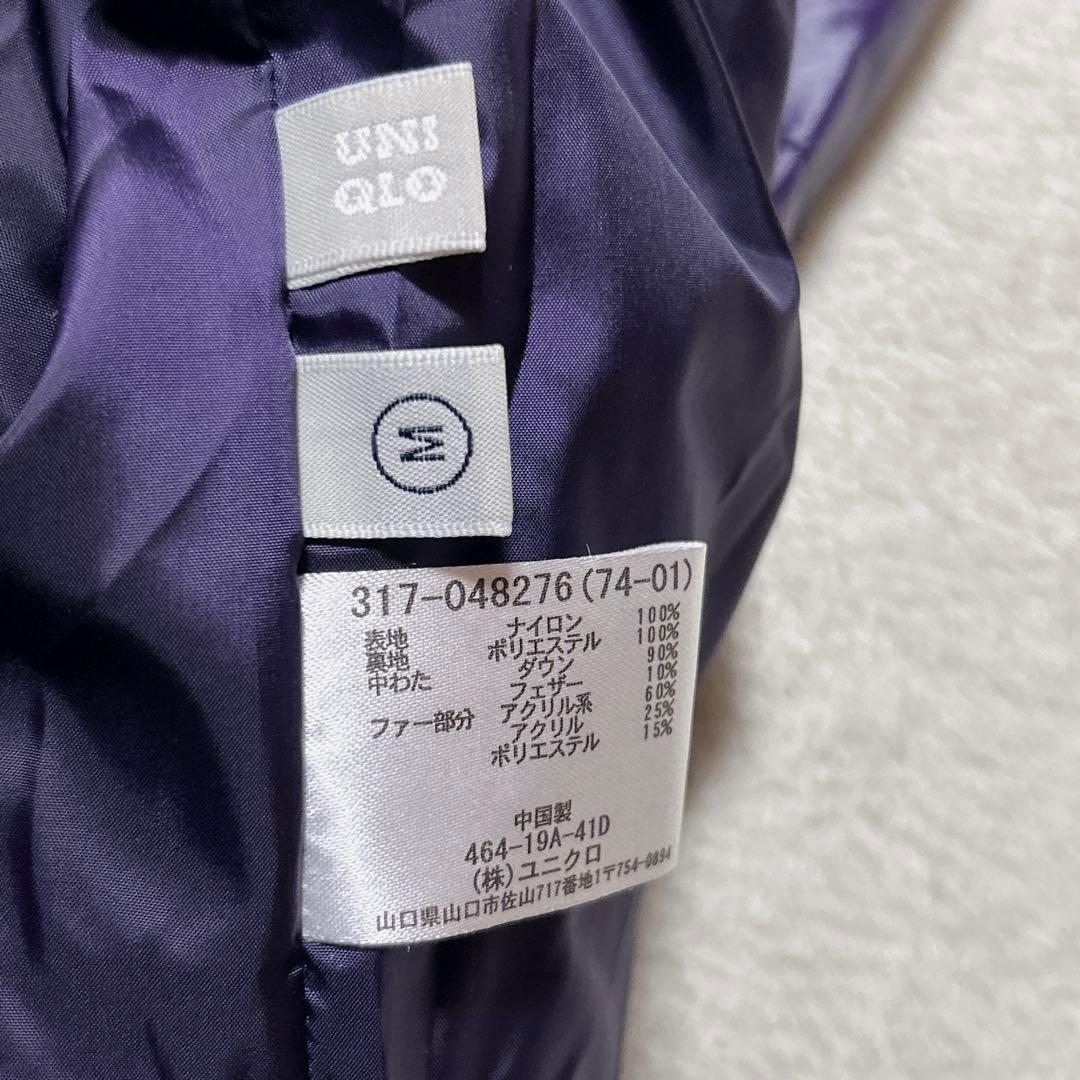 UNI
QLO
M
317-048276(74-01)
表地 ナイロン 100%
裏地 ポリエステル 100%
中わた ダウン 90%
フェザー 10%
ファー部分 アクリル系 60%
アクリル 25%
ポリエステル 15%
中国製
464-19A-41D
(株)ユニクロ
山口県山口市佐山717番地1〒754-0894